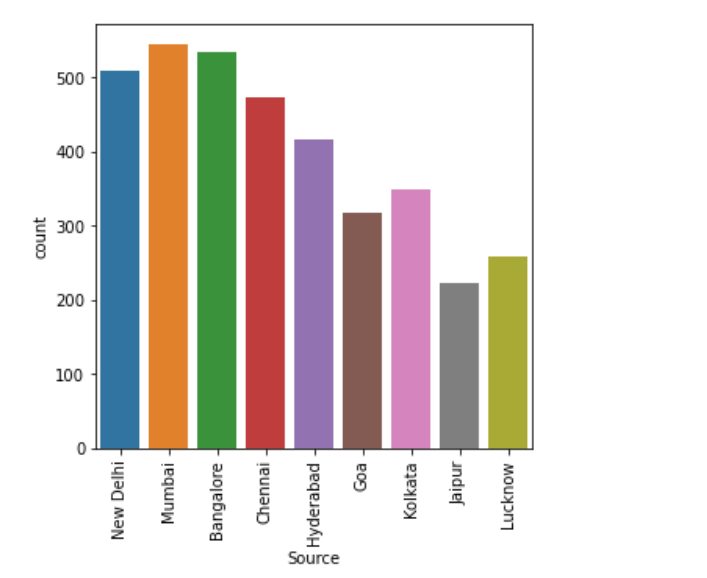 500
400
300
200
100
0
count
New Delhi
Mumbai
Bangalore
Chennai
Hyderabad
Goa
Kolkata
Jaipur
Lucknow
Source